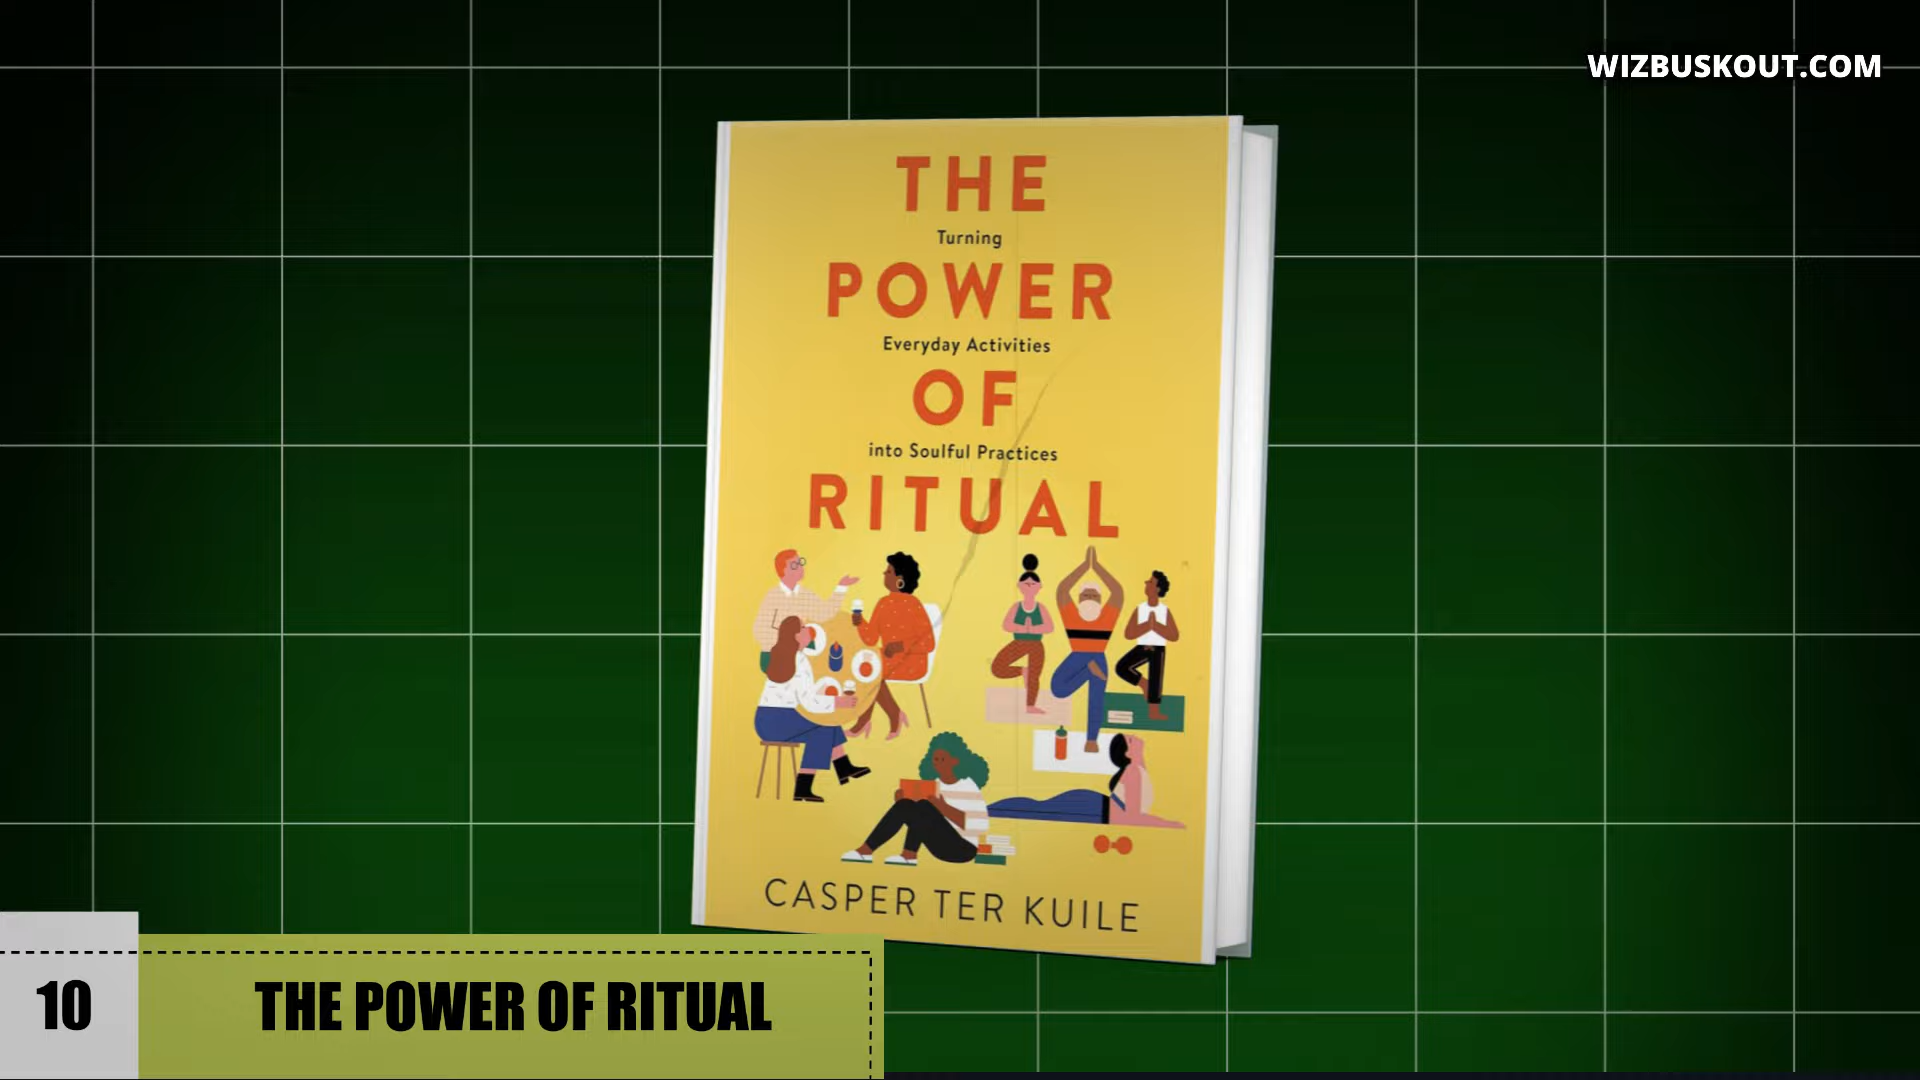 WIZBUSKOUT.COM
THE
Turning
POWER
Everyday Activities
OF
into Soulful Practices
RITUAL
CASPER TER KUILE
10
THE POWER OF RITUAL